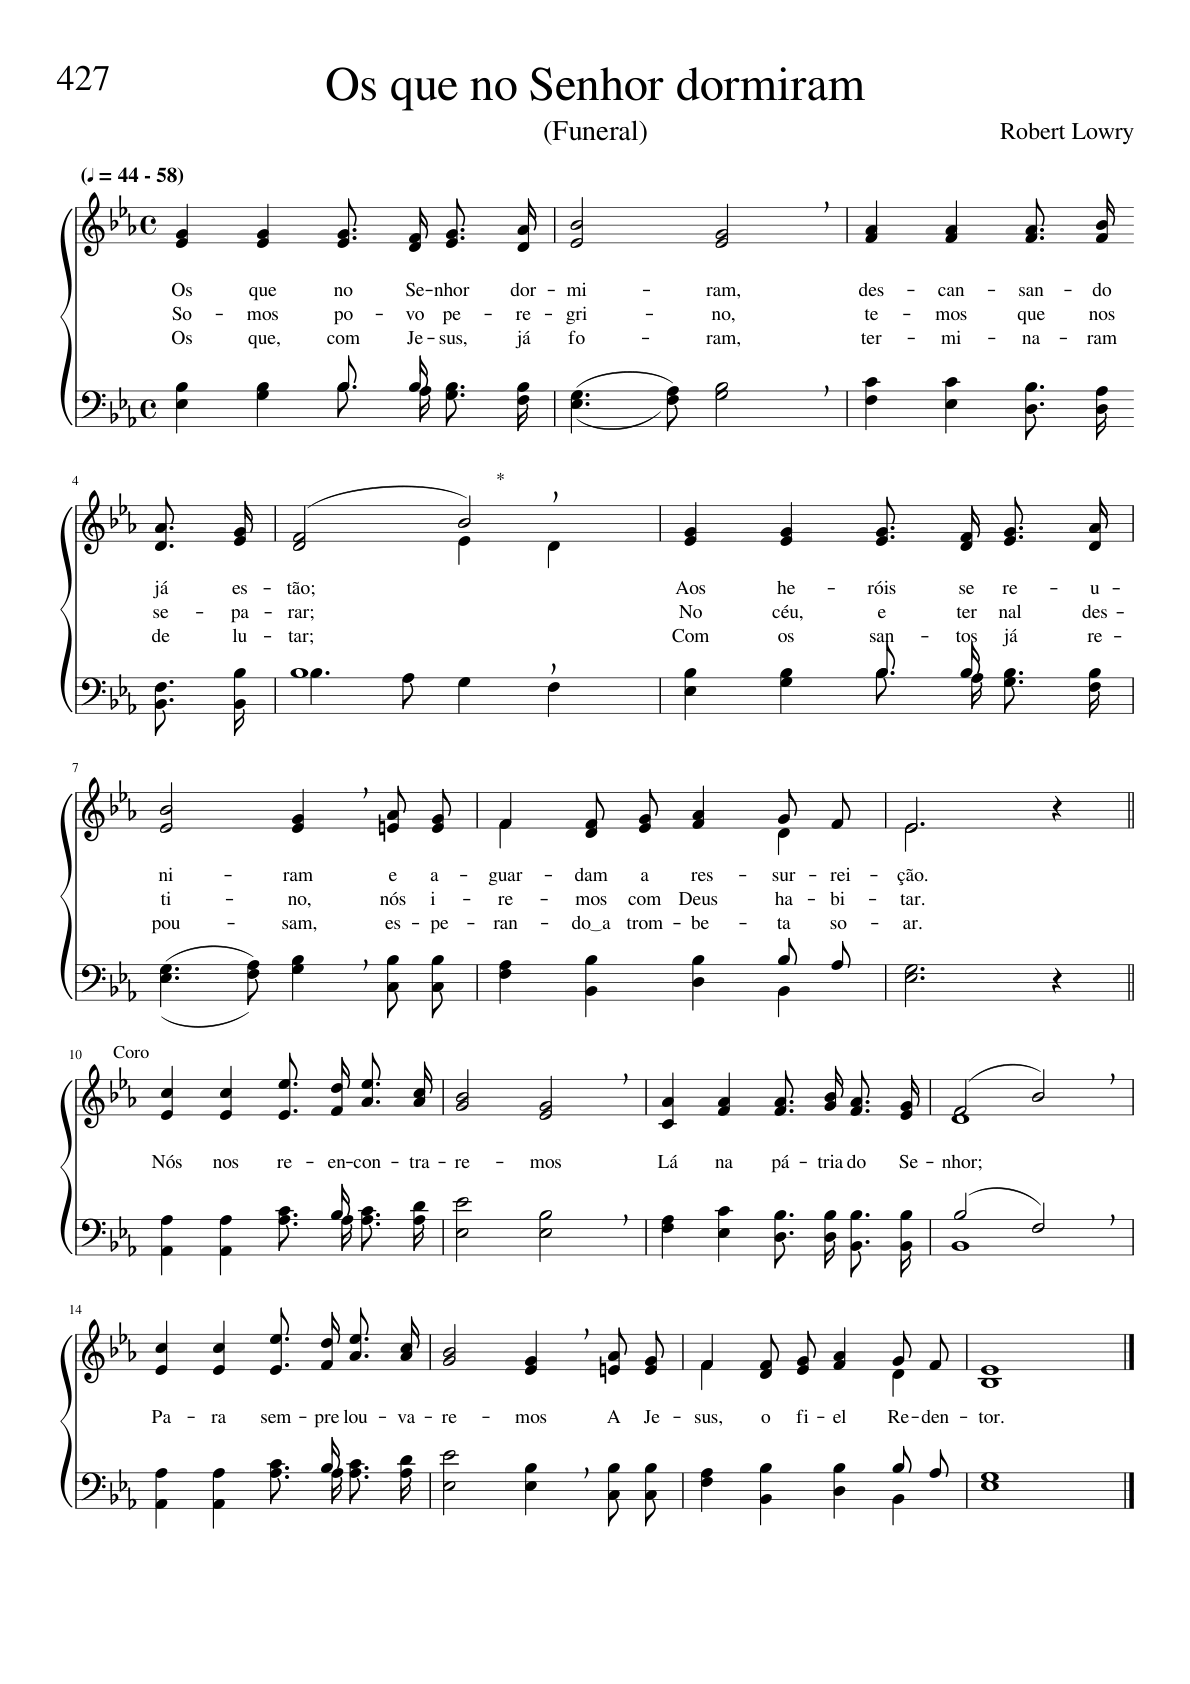 427
Os que no Senhor dormiram
(Funeral)
Robert Lowry
(♩ = 44 - 58)
Os que no Se-nhor dor-mi-ram, des-can-san-do
So-mos po-vo pe-re-gri-no, te-mos que nos
Os que, com Je-sus, já fo-ram, ter-mi-na-ram
4
*
já es-tão; Aos he-róis se re-u-
se-pa-rar; No céu, e ter nal des-
de lu-tar; Com os san-tos já re-
7
ni-ram e a-guar-dam a res-sur-rei-ção.
ti-no, nós i-re-mos com Deus ha-bi-tar.
pou-sam, es-pe-ran-do‿a trom-be-ta so-ar.
10
Coro
Nós nos re-en-con-tra-re-mos Lá na pá-tria do Se-nhor;
14
Pa-ra sem-pre lou-va-re-mos A Je-sus, o fi-el Re-den-tor.